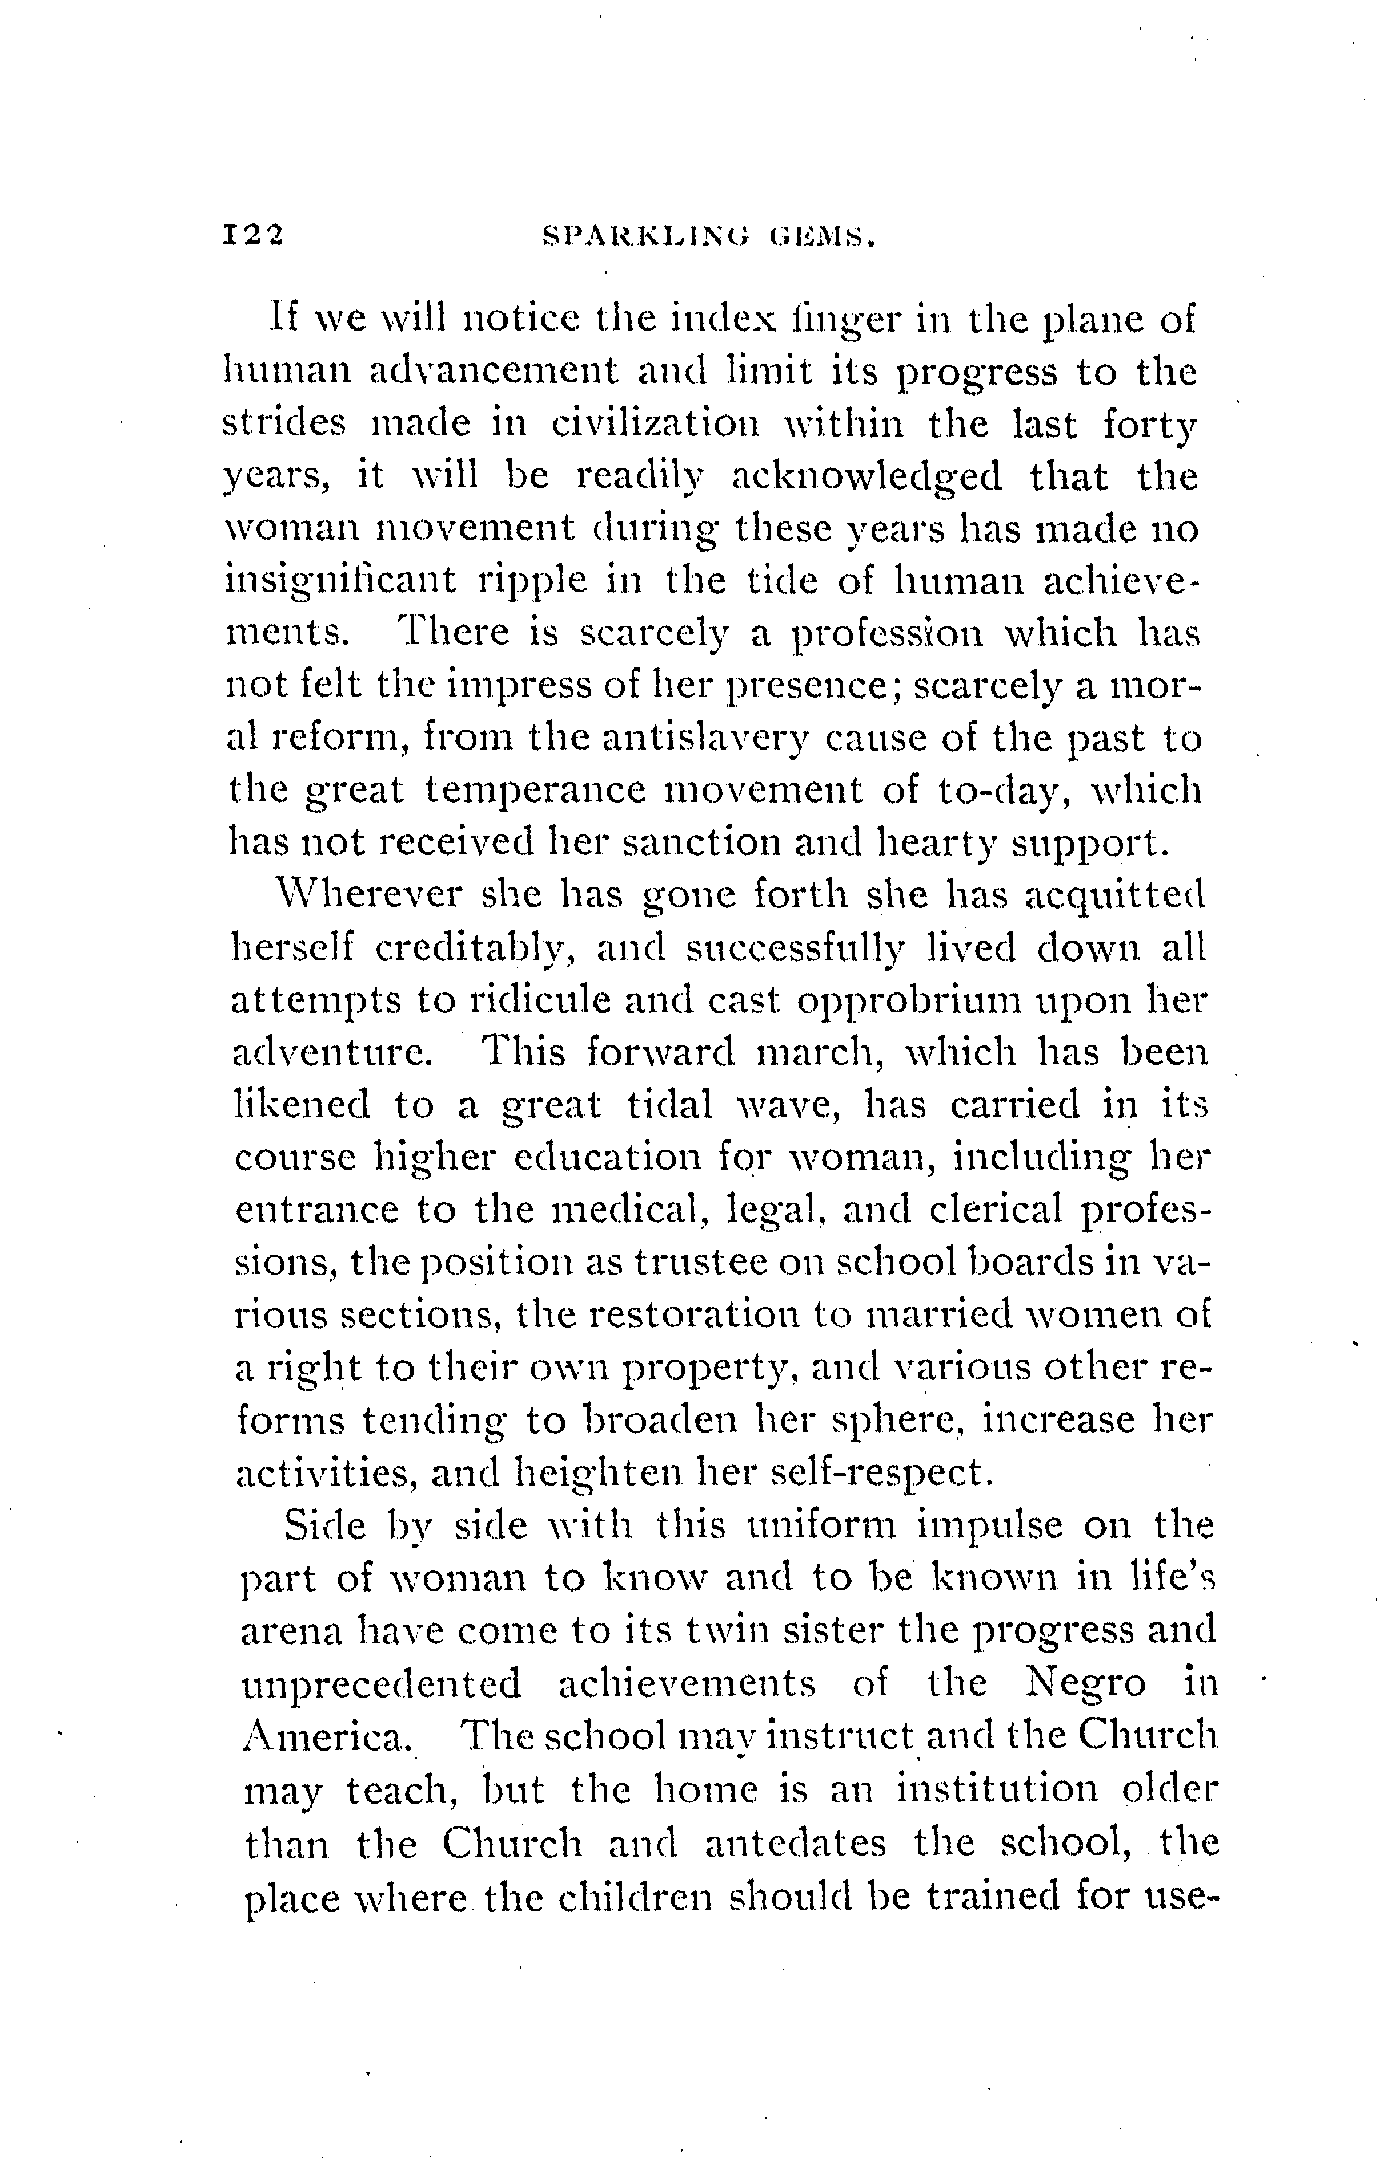 122 SPARKLING GEMS.
If we will notice the index finger in the plane of
human advancement and limit its progress to the
strides made in civilization within the last forty
years, it will be readily acknowledged that the
woman movement during these years has made no
insignificant ripple in the tide of human achieve-
ments. There is scarcely a profession which has
not felt the impress of her presence; scarcely a mor-
al reform, from the antislavery cause of the past to
the great temperance movement of to-day, which
has not received her sanction and hearty support.
Wherever she has gone forth she has acquitted
herself creditably, and successfully lived down all
attempts to ridicule and cast opprobrium upon her
adventure. This forward march, which has been
likened to a great tidal wave, has carried in its
course higher education for woman, including her
entrance to the medical, legal, and clerical profes-
sions, the position as trustee on school boards in va-
rious sections, the restoration to married women of
a right to their own property, and various other re-
forms tending to broaden her sphere, increase her
activities, and heighten her self-respect.
Side by side with this uniform impulse on the
part of woman to know and to be known in life's
arena have come to its twin sister the progress and
unprecedented achievements of the Negro in
America. The school may instruct and the Church
may teach, but the home is an institution older
than the Church and antedates the school, the
place where the children should be trained for use-